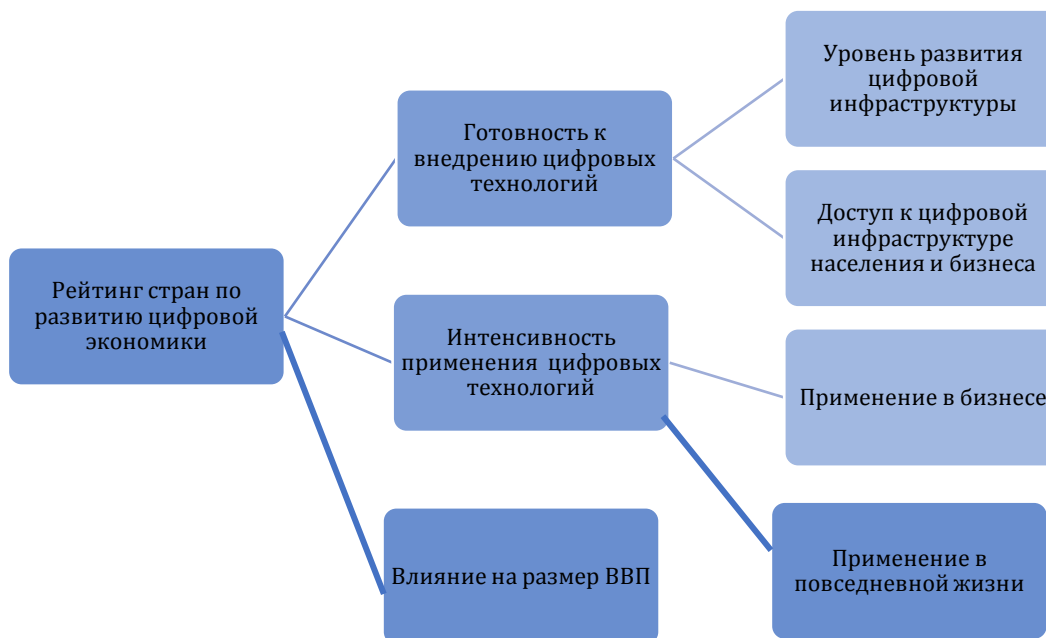 Рейтинг стран по
развитию цифровой
экономики
Готовность к
внедрению цифровых
технологий
Уровень развития
цифровой
инфраструктуры
Доступ к цифровой
инфраструктуре
населения и бизнеса
Интенсивность
применения цифровых
технологий
Применение в бизнесе
Применение в
повседневной жизни
Влияние на размер ВВП